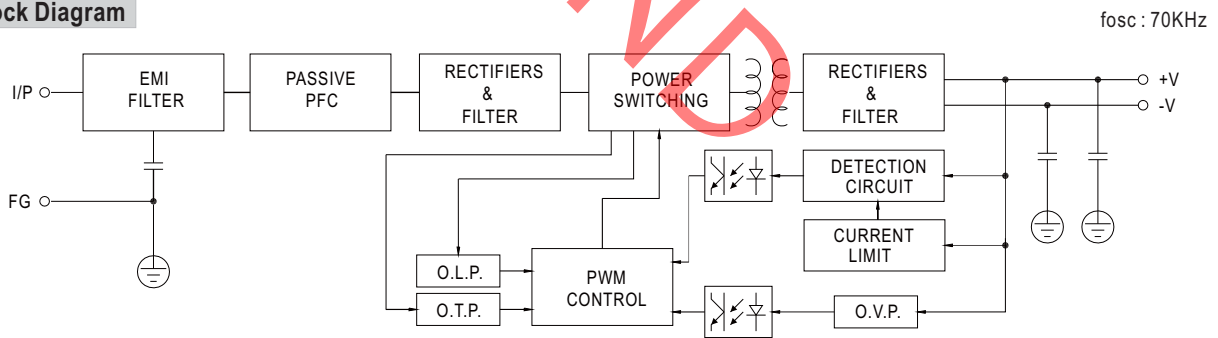 ock Diagram
fosc : 70KHz
I/P
EMI
FILTER
PASSIVE
PFC
RECTIFIERS
&
FILTER
POWER
SWITCHING
RECTIFIERS
&
FILTER
+V
-V
FG
DETECTION
CIRCUIT
CURRENT
LIMIT
O.L.P.
O.T.P.
PWM
CONTROL
O.V.P.
ND